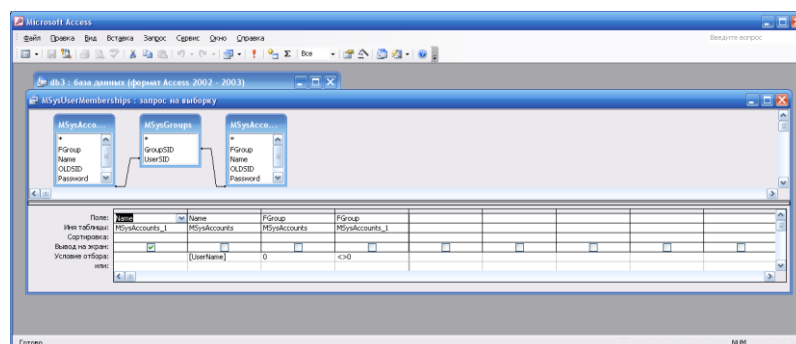 Microsoft Access
Файл Правка Вид Вставка Запрос Сервис Окно Справка
Введите вопрос
Все
db3 : база данных (формат Access 2002 - 2003)
MSysUserMemberships : запрос на выборку
MSysAcco... MSysGroups MSysAcco...
* * *
FGroup GroupSID FGroup
Name UserSID Name
OLDSID OLDSID
Password Password
Поле: Name Name FGroup FGroup
Имя таблицы: MSysAccounts_1 MSysAccounts MSysAccounts MSysAccounts_1
Сортировка:
Вывод на экран:
Условие отбора: [UserName] 0 <>0
или:
Готово NUM